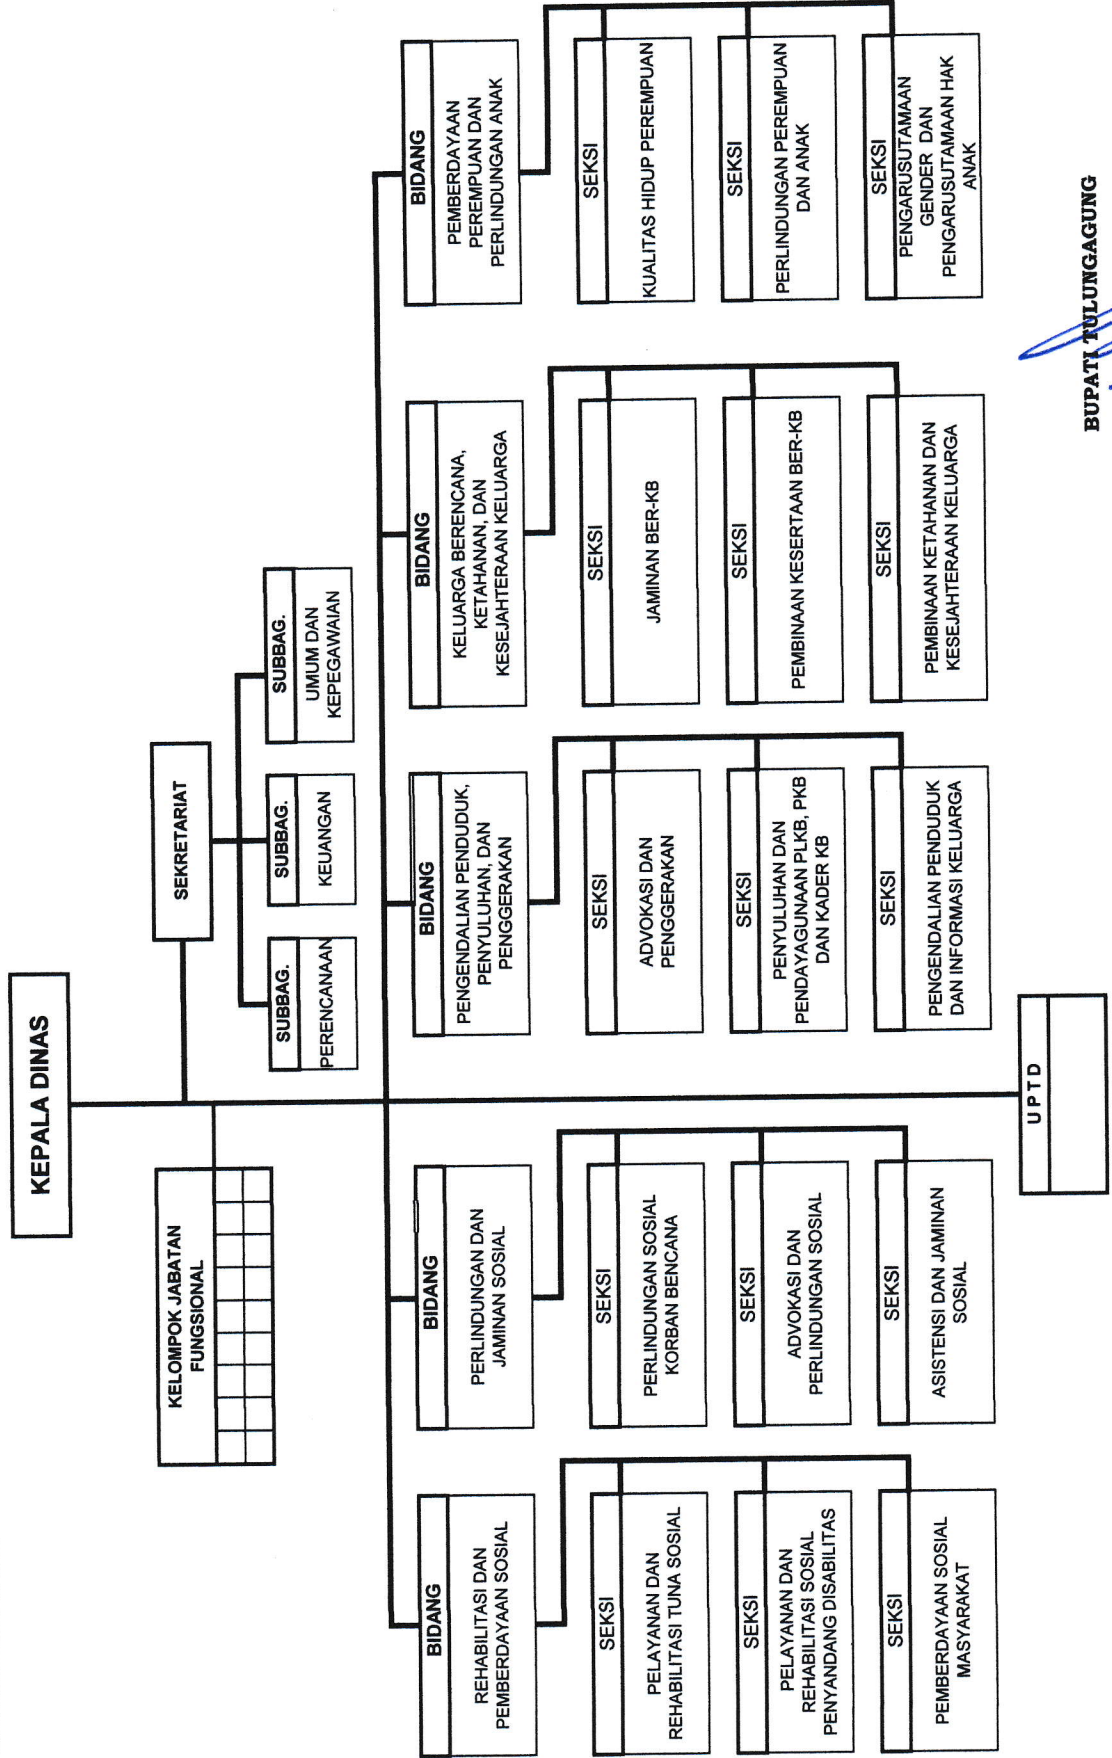 KEPALA DINAS
KELOMPOK JABATAN
FUNGSIONAL
SEKRETARIAT
SUBBAG.
PERENCANAAN
SUBBAG.
KEUANGAN
SUBBAG.
UMUM DAN
KEPEGAWAIAN
BIDANG
REHABILITASI DAN
PEMBERDAYAAN SOSIAL
SEKSI
PELAYANAN DAN
REHABILITASI TUNA SOSIAL
SEKSI
PELAYANAN DAN
REHABILITASI SOSIAL
PENYANDANG DISABILITAS
SEKSI
PEMBERDAYAAN SOSIAL
MASYARAKAT
BIDANG
PERLINDUNGAN DAN
JAMINAN SOSIAL
SEKSI
PERLINDUNGAN SOSIAL
KORBAN BENCANA
SEKSI
ADVOKASI DAN
PERLINDUNGAN SOSIAL
SEKSI
ASISTENSI DAN JAMINAN
SOSIAL
BIDANG
PENGENDALIAN PENDUDUK,
PENYULUHAN, DAN
PENGGERAKAN
SEKSI
ADVOKASI DAN
PENGGERAKAN
SEKSI
PENYULUHAN DAN
PENDAYAGUNAAN PLKB, PKB
DAN KADER KB
SEKSI
PENGENDALIAN PENDUDUK
DAN INFORMASI KELUARGA
BIDANG
KELUARGA BERENCANA,
KETAHANAN, DAN
KESEJAHTERAAN KELUARGA
SEKSI
JAMINAN BER-KB
SEKSI
PEMBINAAN KESERTAAN BER-KB
SEKSI
PEMBINAAN KETAHANAN DAN
KESEJAHTERAAN KELUARGA
BIDANG
PEMBERDAYAAN
PEREMPUAN DAN
PERLINDUNGAN ANAK
SEKSI
KUALITAS HIDUP PEREMPUAN
SEKSI
PERLINDUNGAN PEREMPUAN
DAN ANAK
SEKSI
PENGARUSUTAMAAN
GENDER DAN
PENGARUSUTAMAAN HAK
ANAK
UPTD
BUPATI TULUNGAGUNG